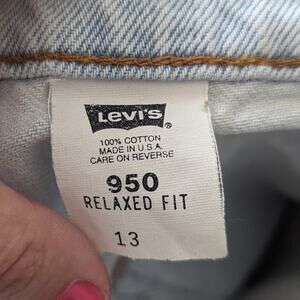 Levi's ®
100% COTTON
MADE IN U.S.A.
CARE ON REVERSE
950
RELAXED FIT
13